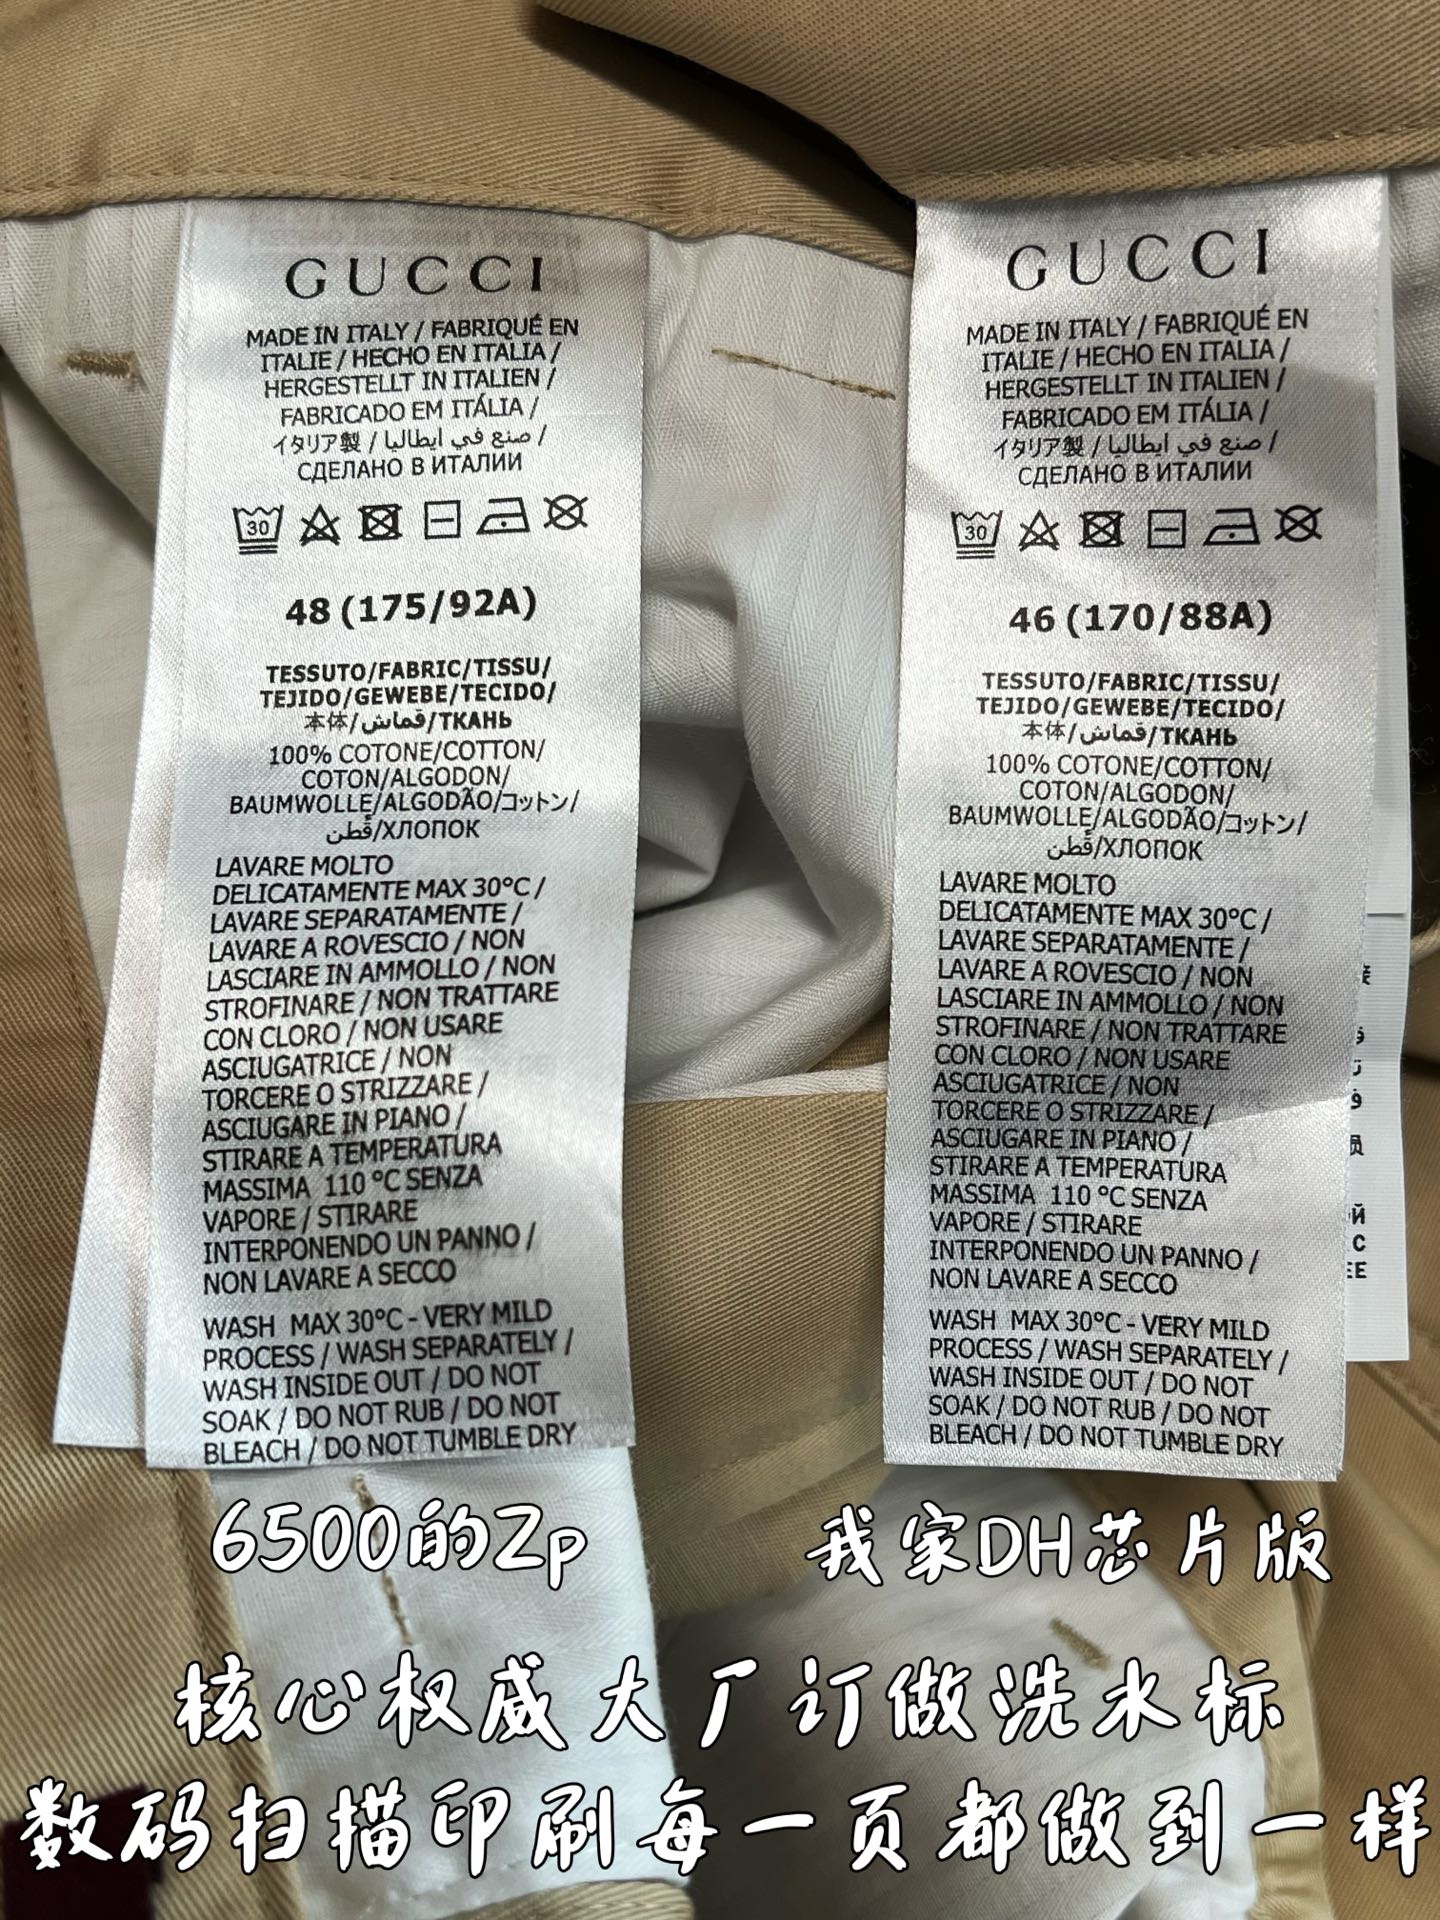 GUCCI
MADE IN ITALY / FABRIQUÉ EN
ITALIE / HECHO EN ITALIA /
HERGESTELLT IN ITALIEN /
FABRICADO EM ITÁLIA /
イタリア製 / صنع في ايطاليا /
СДЕЛАНО В ИТАЛИИ
30
48 (175/92A)
TESSUTO/FABRIC/TISSU/
TEJIDO/GEWEBE/TECIDO/
本体/قماش/ТКАНЬ
100% COTONE/COTTON/
COTON/ALGODON/
BAUMWOLLE/ALGODÃO/コットン/
قطن/ХЛОПОК
LAVARE MOLTO
DELICATAMENTE MAX 30°C /
LAVARE SEPARATAMENTE /
LAVARE A ROVESCIO / NON
LASCIARE IN AMMOLLO / NON
STROFINARE / NON TRATTARE
CON CLORO / NON USARE
ASCIUGATRICE / NON
TORCERE O STRIZZARE /
ASCIUGARE IN PIANO /
STIRARE A TEMPERATURA
MASSIMA 110 °C SENZA
VAPORE / STIRARE
INTERPONENDO UN PANNO /
NON LAVARE A SECCO
WASH MAX 30°C - VERY MILD
PROCESS / WASH SEPARATELY /
WASH INSIDE OUT / DO NOT
SOAK / DO NOT RUB / DO NOT
BLEACH / DO NOT TUMBLE DRY
GUCCI
MADE IN ITALY / FABRIQUÉ EN
ITALIE / HECHO EN ITALIA /
HERGESTELLT IN ITALIEN /
FABRICADO EM ITÁLIA /
イタリア製 / صنع في ايطاليا /
СДЕЛАНО В ИТАЛИИ
30
46 (170/88A)
TESSUTO/FABRIC/TISSU/
TEJIDO/GEWEBE/TECIDO/
本体/قماش/ТКАНЬ
100% COTONE/COTTON/
COTON/ALGODON/
BAUMWOLLE/ALGODÃO/コットン/
قطن/ХЛОПОК
LAVARE MOLTO
DELICATAMENTE MAX 30°C /
LAVARE SEPARATAMENTE /
LAVARE A ROVESCIO / NON
LASCIARE IN AMMOLLO / NON
STROFINARE / NON TRATTARE
CON CLORO / NON USARE
ASCIUGATRICE / NON
TORCERE O STRIZZARE /
ASCIUGARE IN PIANO /
STIRARE A TEMPERATURA
MASSIMA 110 °C SENZA
VAPORE / STIRARE
INTERPONENDO UN PANNO /
NON LAVARE A SECCO
WASH MAX 30°C - VERY MILD
PROCESS / WASH SEPARATELY /
WASH INSIDE OUT / DO NOT
SOAK / DO NOT RUB / DO NOT
BLEACH / DO NOT TUMBLE DRY
6500的Zp
我家DH芯片版
核心权威大厂订做洗水标
数码扫描印刷每一页都做到一样